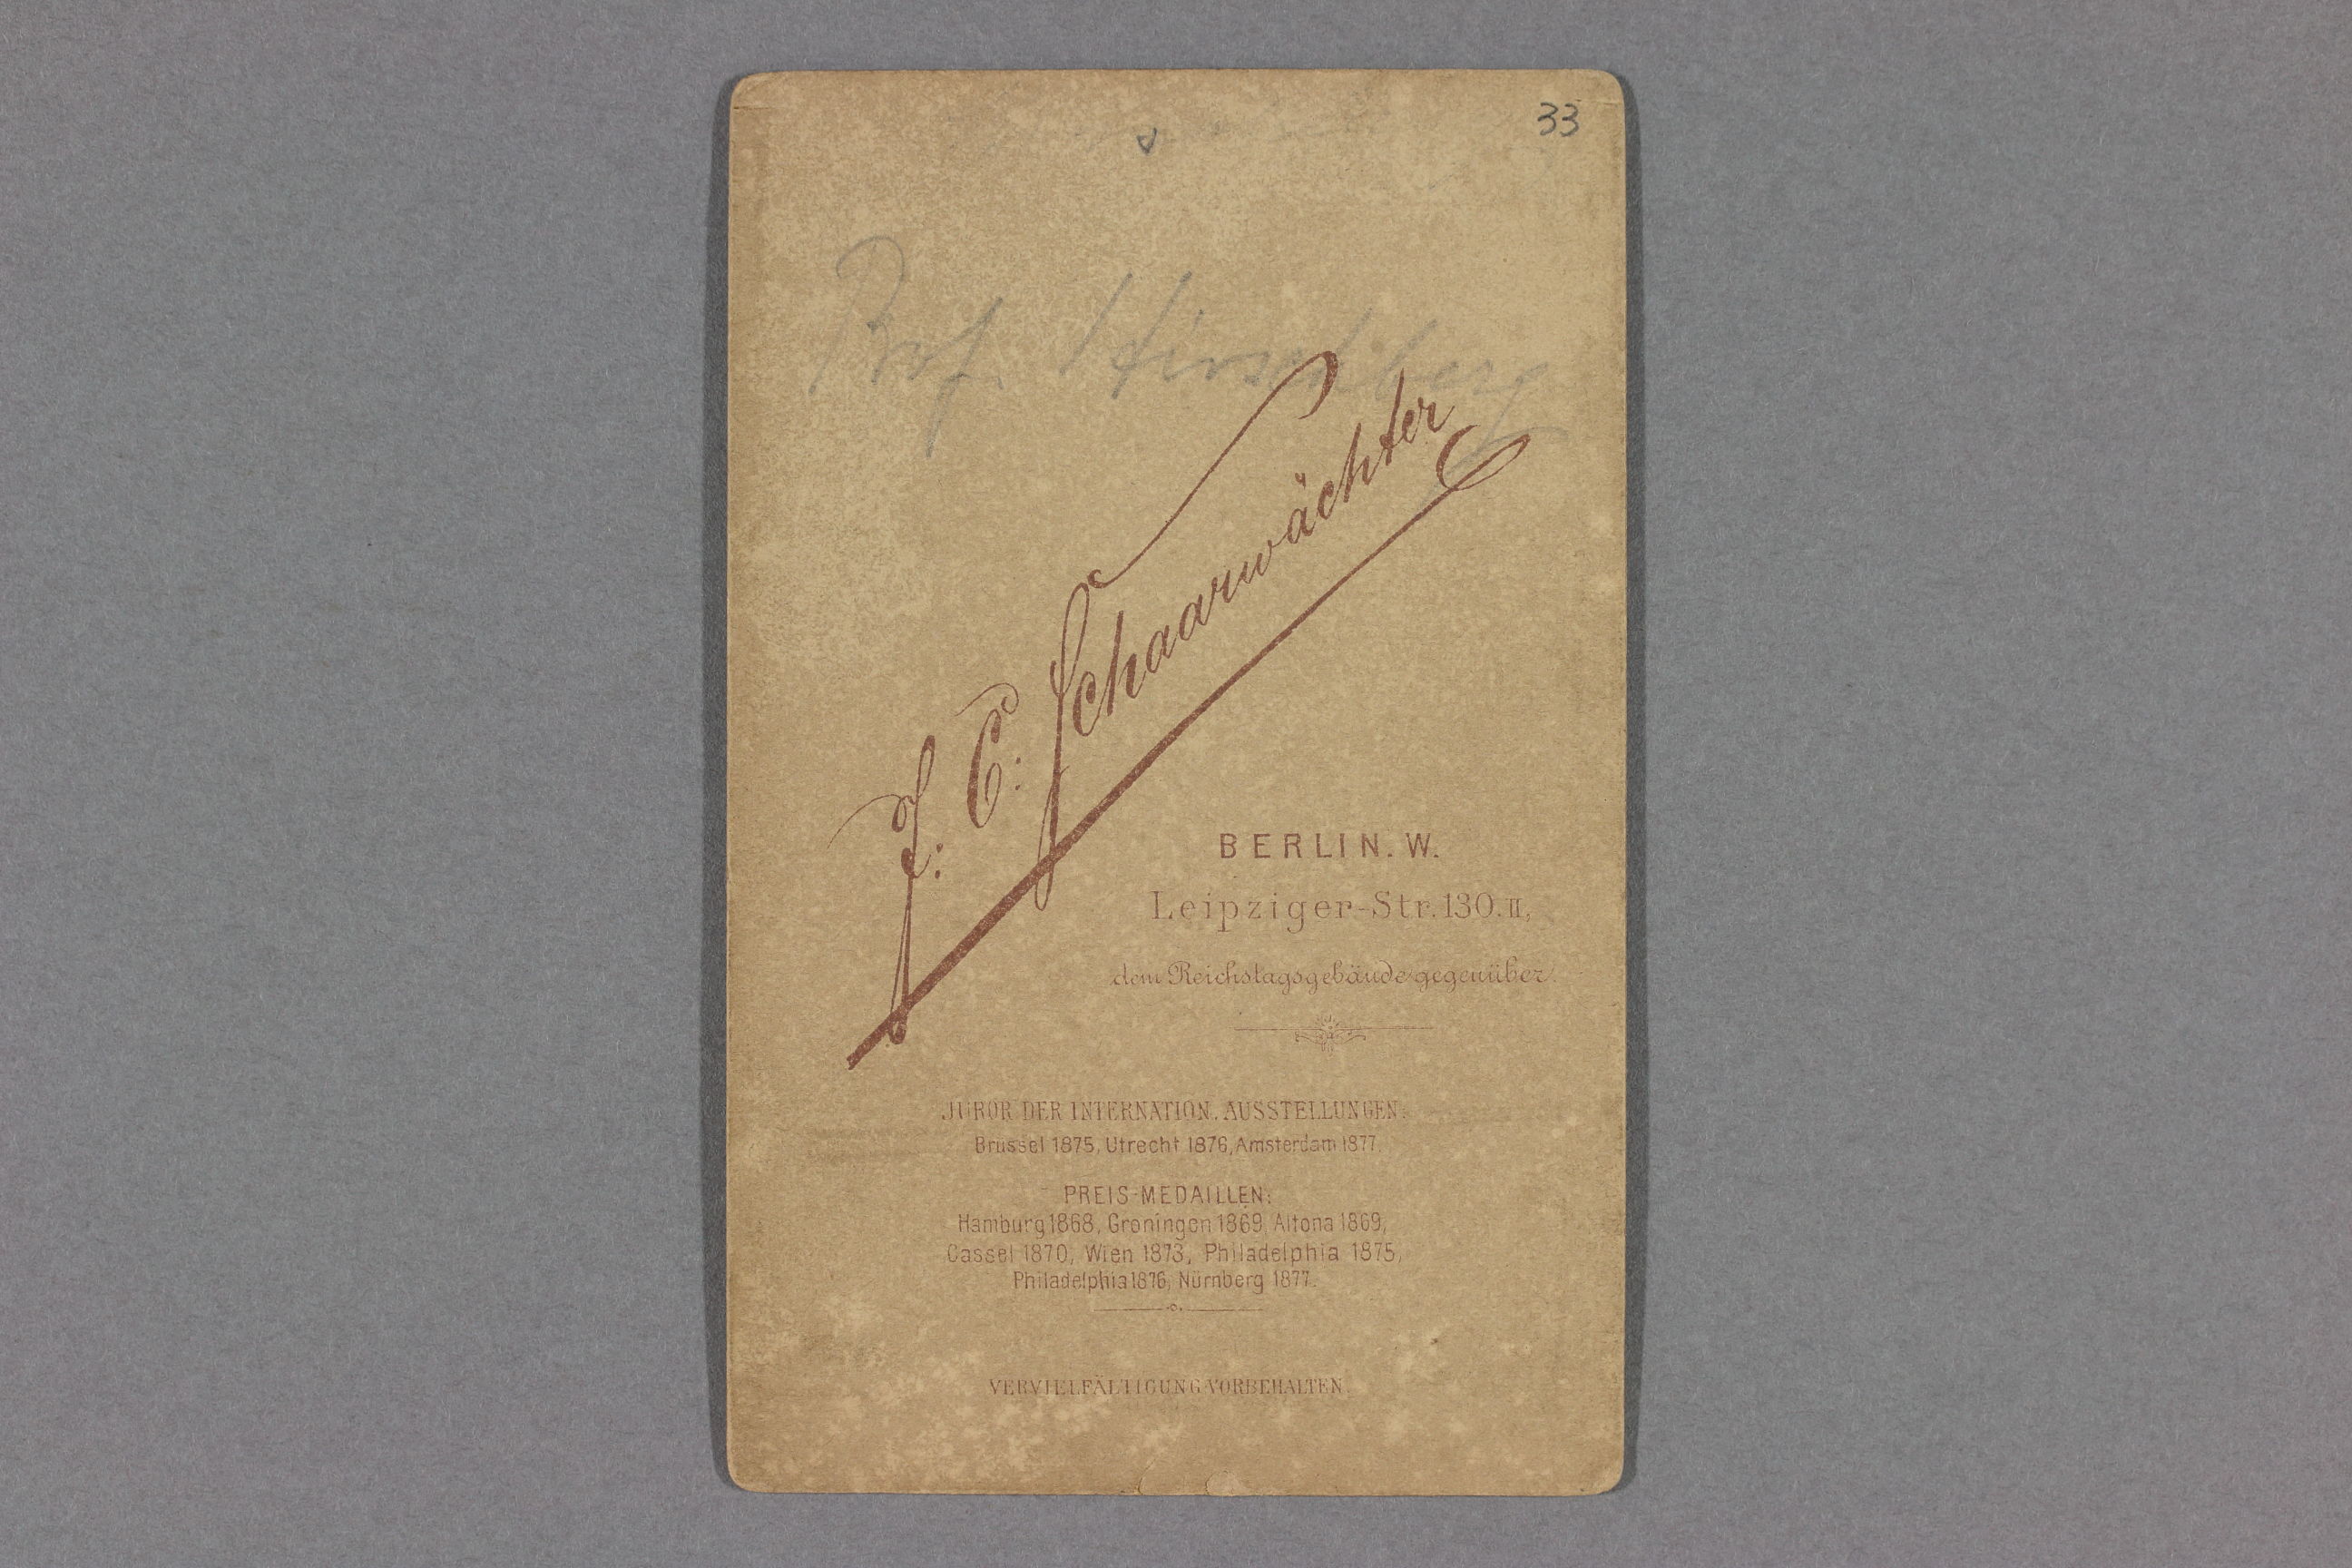 33
Prof. Hirschberg
J. C. Schaarwächter
BERLIN. W.
Leipziger-Str. 130. II,
dem Reichstagsgebäude gegenüber.
JUROR DER INTERNATION. AUSSTELLUNGEN:
Brüssel 1875, Utrecht 1876, Amsterdam 1877.
PREIS-MEDAILLEN:
Hamburg 1868, Groningen 1869, Altona 1869,
Cassel 1870, Wien 1873, Philadelphia 1875,
Philadelphia 1876, Nürnberg 1877.
VERVIELFÄLTIGUNG VORBEHALTEN.